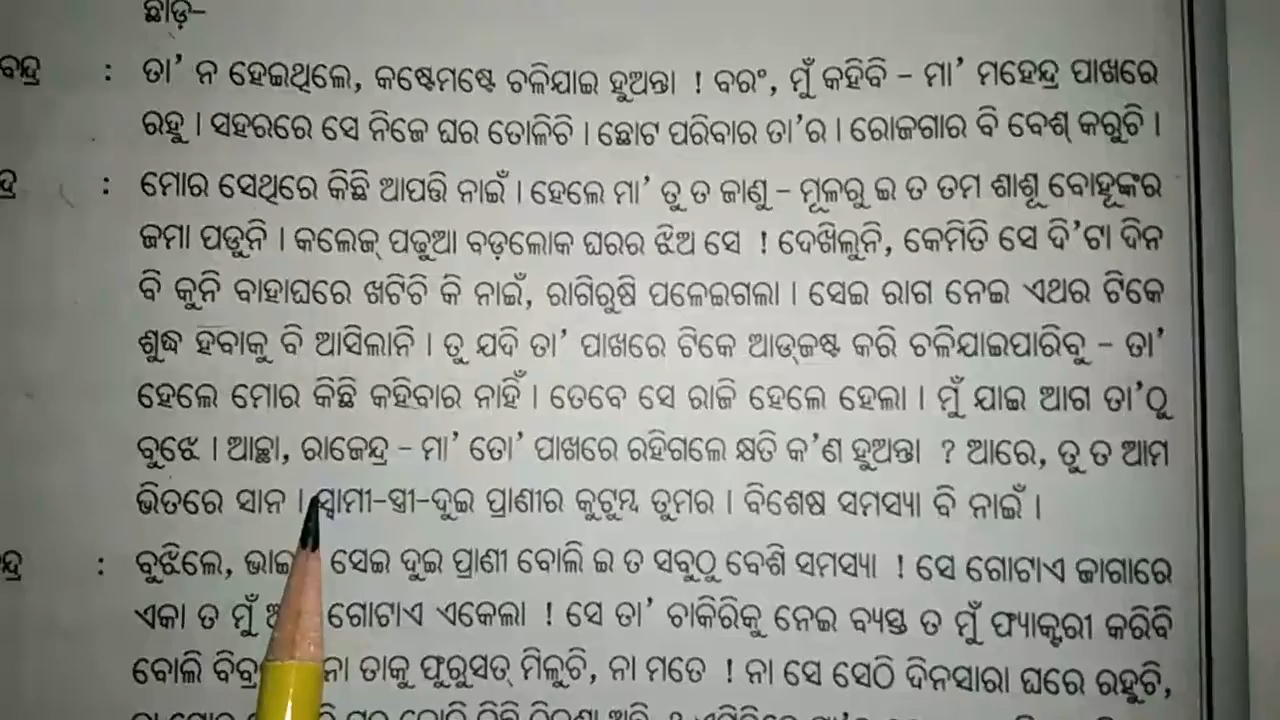 ଛାଡ଼–
ତା’ ନ ହେଇଥିଲେ, କଷ୍ଟେମଷ୍ଟେ ଚଳିଯାଇ ହୁଅନ୍ତା ! ବରଂ, ମୁଁ କହିବି – ମା’ ମହେନ୍ଦ୍ର ପାଖରେ
ରହୁ । ସହରରେ ସେ ନିଜେ ଘର ତୋଳିଚି । ଛୋଟ ପରିବାର ତା’ର । ରୋଜଗାର ବି ବେଶ୍ କରୁଚି ।
: ମୋର ସେଥିରେ କିଛି ଆପତ୍ତି ନାଇଁ । ହେଲେ ମା’ ତୁ ତ ଜାଣୁ – ମୂଳରୁ ଇ ତ ତମ ଶାଶୂ ବୋହୂଙ୍କର
ଜମା ପଡୁନି । କଲେଜ୍ ପଢୁଆ ବଡ଼ଲୋକ ଘରର ଝିଅ ସେ ! ଦେଖିଲୁନି, କେମିତି ସେ ଦି’ଟା ଦିନ
ବି କୁନି ବାହାଘରେ ଖଟିଚି କି ନାଇଁ, ରାଗିରୁଷି ପଳେଇଗଲା । ସେଇ ରାଗ ନେଇ ଏଥର ଟିକେ
ଶୁଦ୍ଧ ହବାକୁ ବି ଆସିଲାନି । ତୁ ଯଦି ତା’ ପାଖରେ ଟିକେ ଆଡ୍‌ଜଷ୍ଟ କରି ଚଳିଯାଇପାରିବୁ – ତା’
ହେଲେ ମୋର କିଛି କହିବାର ନାହିଁ । ତେବେ ସେ ରାଜି ହେଲେ ହେଲା । ମୁଁ ଯାଇ ଆଗ ତା’ଠୁ
ବୁଝେ । ଆଚ୍ଛା, ରାଜେନ୍ଦ୍ର – ମା’ ତୋ’ ପାଖରେ ରହିଗଲେ କ୍ଷତି କ’ଣ ହୁଅନ୍ତା ? ଆରେ, ତୁ ତ ଆମ
ଭିତରେ ସାନ । ସ୍ୱାମୀ–ସ୍ତ୍ରୀ–ଦୁଇ ପ୍ରାଣୀର କୁଟୁମ୍ବ ତୁମର । ବିଶେଷ ସମସ୍ୟା ବି ନାଇଁ ।
: ବୁଝିଲେ, ଭାଇ ସେଇ ଦୁଇ ପ୍ରାଣୀ ବୋଲି ଇ ତ ସବୁଠୁ ବେଶି ସମସ୍ୟା ! ସେ ଗୋଟାଏ ଜାଗାରେ
ଏକା ତ ମୁଁ ଗୋଟାଏ ଏକେଲା ! ସେ ତା’ ଚାକିରିକୁ ନେଇ ବ୍ୟସ୍ତ ତ ମୁଁ ଫ୍ୟାକ୍ଟରୀ କରିବି
ବୋଲି ନା ତାକୁ ଫୁରୁସତ୍ ମିଳୁଚି, ନା ମତେ ! ନା ସେ ସେଠି ଦିନସାରା ଘରେ ରହୁଚି,